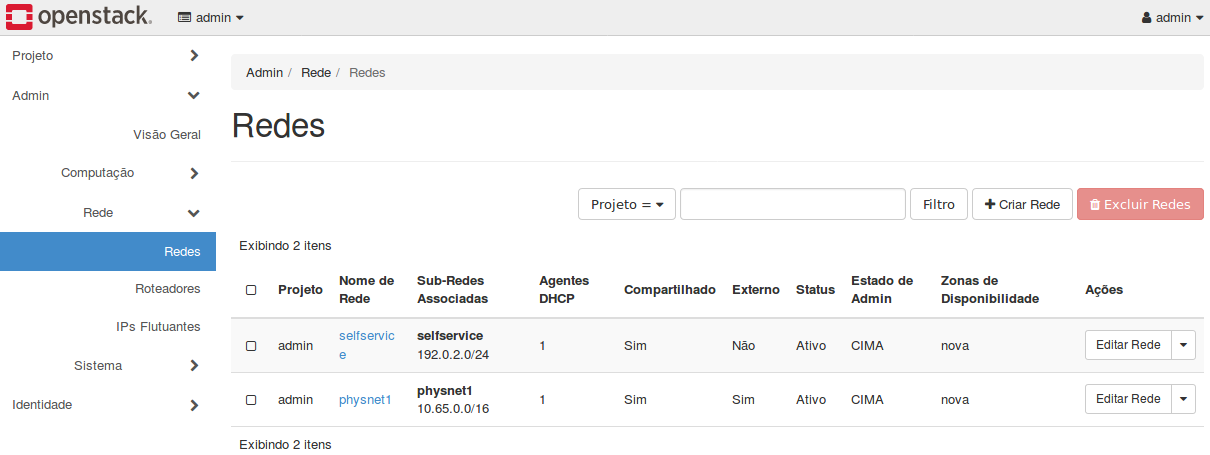 openstack. admin admin
Projeto
Admin
Visão Geral
Computação
Rede
Redes
Roteadores
IPs Flutuantes
Sistema
Identidade
Admin / Rede / Redes
Redes
Projeto = Filtro Criar Rede Excluir Redes
Exibindo 2 itens
Projeto Nome de Rede Sub-Redes Associadas Agentes DHCP Compartilhado Externo Status Estado de Admin Zonas de Disponibilidade Ações
admin selfservice selfservice 192.0.2.0/24 1 Sim Não Ativo CIMA nova Editar Rede
admin physnet1 physnet1 10.65.0.0/16 1 Sim Sim Ativo CIMA nova Editar Rede
Exibindo 2 itens